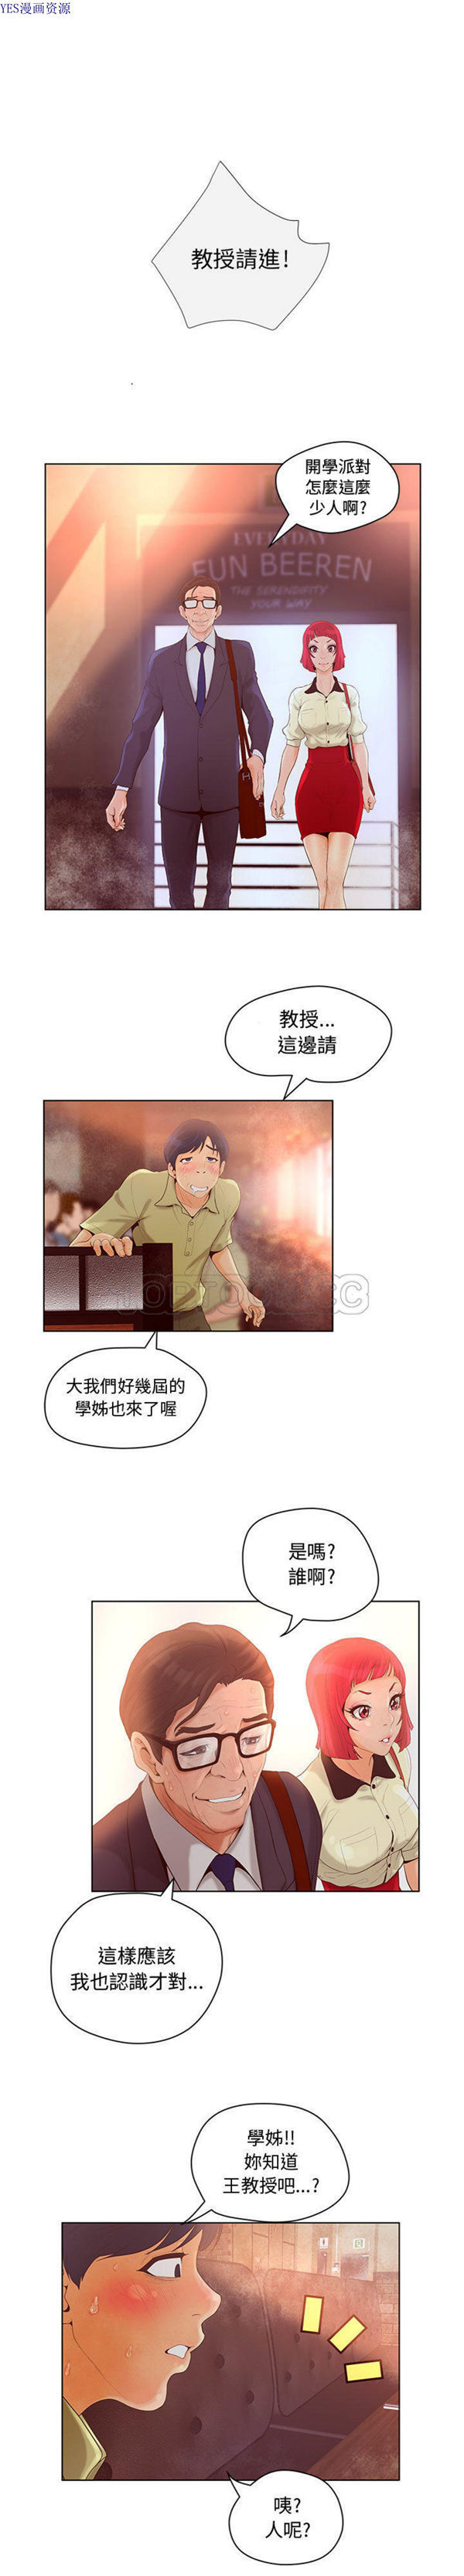 YES漫画资源
教授請進!
開學派對
怎麼這麼
少人啊?
EVERYDAY
FUN BEEREN
THE SERENDIFITY
YOUR WAY
H
教授...
這邊請
大我們好幾屆的
學姊也來了喔
是嗎?
誰啊?
這樣應該
我也認識才對...
學姊!!
妳知道
王教授吧...?
咦?
人呢?